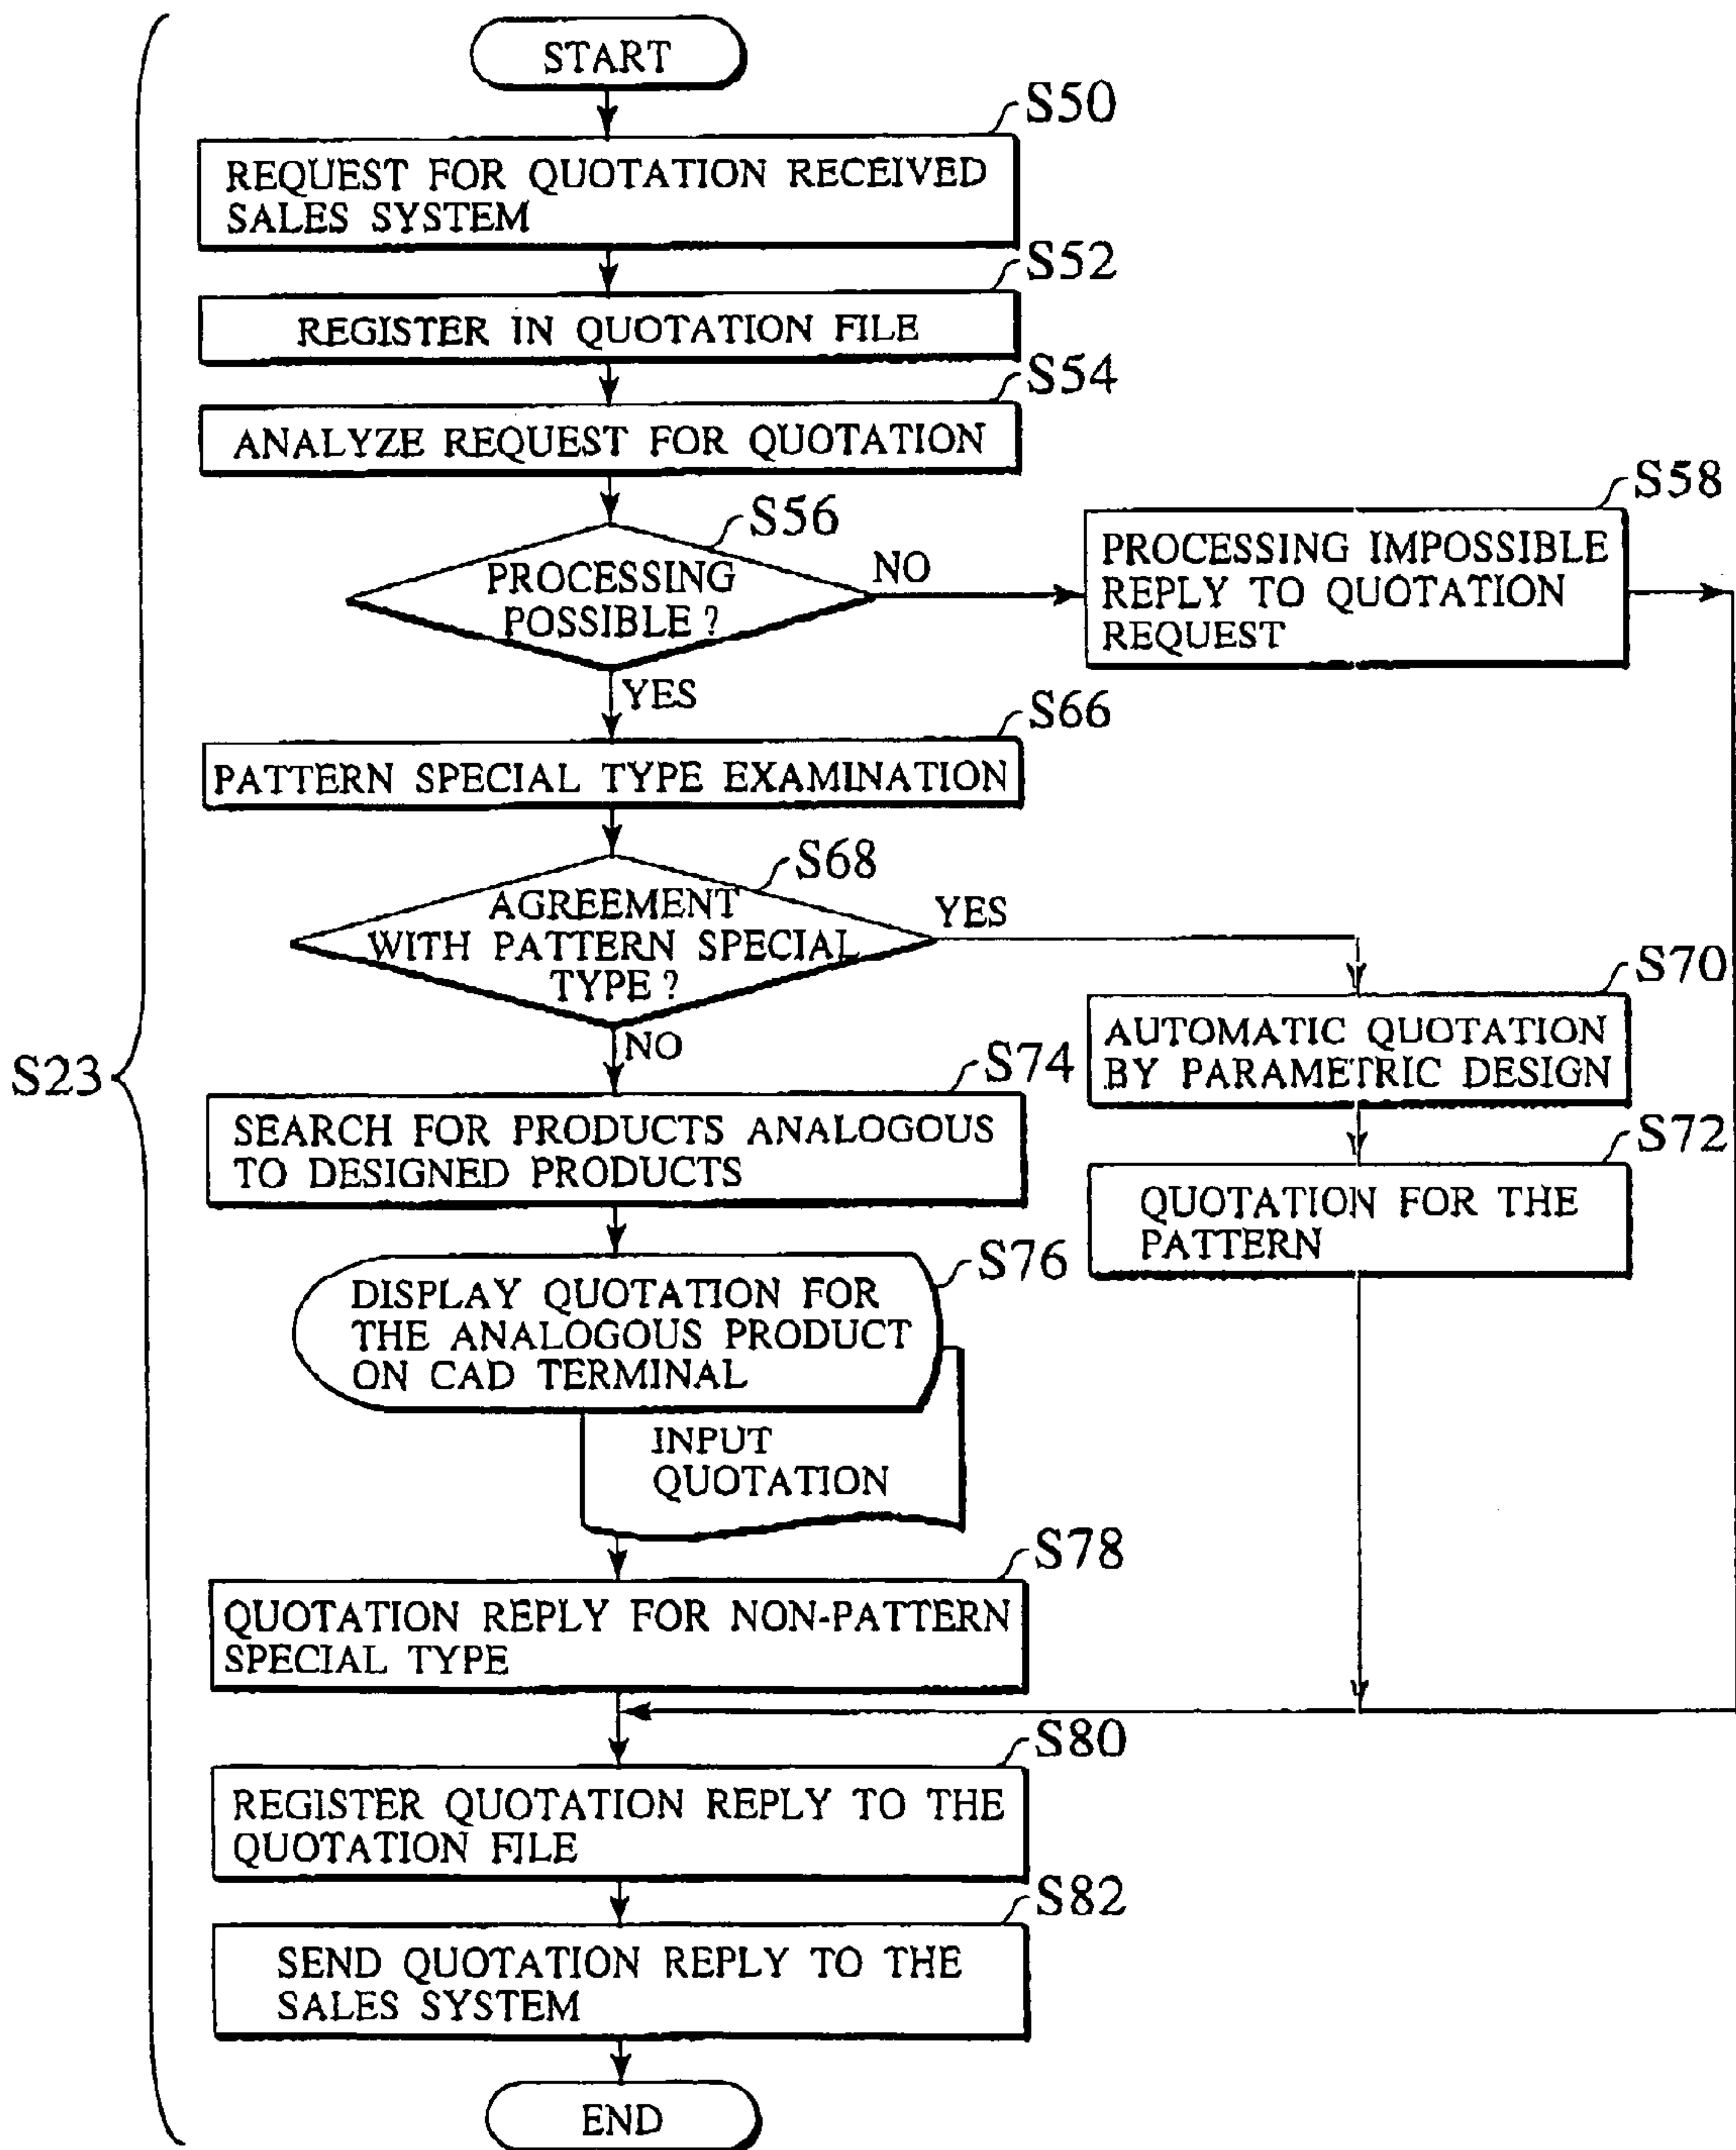 START
S50
REQUEST FOR QUOTATION RECEIVED
SALES SYSTEM
S52
REGISTER IN QUOTATION FILE
S54
ANALYZE REQUEST FOR QUOTATION
S56
PROCESSING
POSSIBLE?
NO
S58
PROCESSING IMPOSSIBLE
REPLY TO QUOTATION
REQUEST
YES
S66
PATTERN SPECIAL TYPE EXAMINATION
S68
AGREEMENT
WITH PATTERN SPECIAL
TYPE?
YES
S70
AUTOMATIC QUOTATION
BY PARAMETRIC DESIGN
S72
QUOTATION FOR THE
PATTERN
NO
S23
S74
SEARCH FOR PRODUCTS ANALOGOUS
TO DESIGNED PRODUCTS
S76
DISPLAY QUOTATION FOR
THE ANALOGOUS PRODUCT
ON CAD TERMINAL
INPUT
QUOTATION
S78
QUOTATION REPLY FOR NON-PATTERN
SPECIAL TYPE
S80
REGISTER QUOTATION REPLY TO THE
QUOTATION FILE
S82
SEND QUOTATION REPLY TO THE
SALES SYSTEM
END